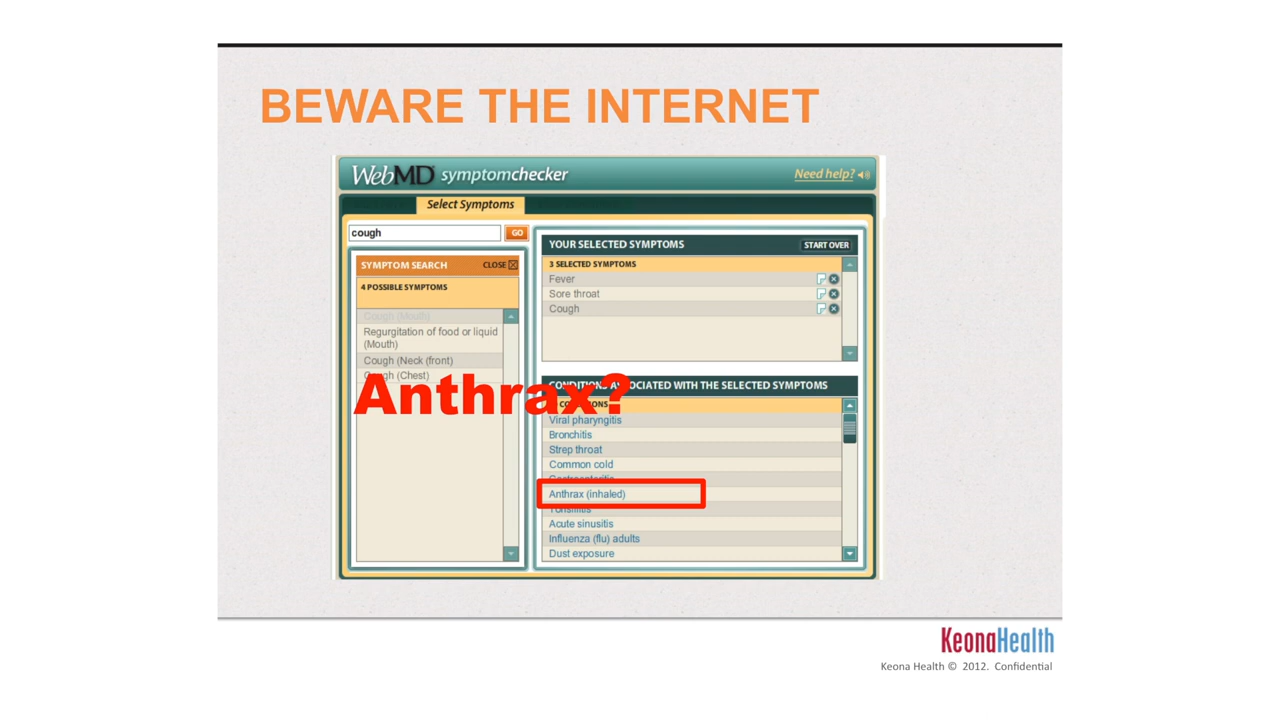 BEWARE THE INTERNET
WebMD symptomchecker
Need help?
Select Symptoms
cough
GO
SYMPTOM SEARCH
CLOSE
4 POSSIBLE SYMPTOMS
Cough (Mouth)
Regurgitation of food or liquid
(Mouth)
Cough (Neck (front)
Cough (Chest)
YOUR SELECTED SYMPTOMS
START OVER
3 SELECTED SYMPTOMS
Fever
Sore throat
Cough
Anthrax?
CONDITIONS ASSOCIATED WITH THE SELECTED SYMPTOMS
CONDITIONS
Viral pharyngitis
Bronchitis
Strep throat
Common cold
Gastroenteritis
Anthrax (inhaled)
Tonsillitis
Acute sinusitis
Influenza (flu) adults
Dust exposure
KeonaHealth
Keona Health © 2012. Confidential